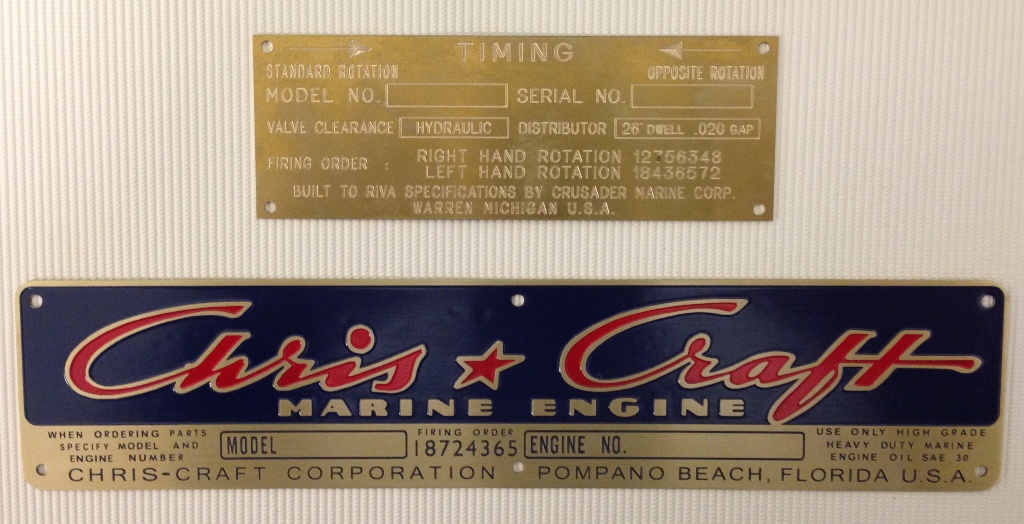 TIMING
STANDARD ROTATION OPPOSITE ROTATION
MODEL NO. SERIAL NO.
VALVE CLEARANCE HYDRAULIC DISTRIBUTOR 26° DWELL .020 GAP
FIRING ORDER : RIGHT HAND ROTATION 12756348
LEFT HAND ROTATION 18436572
BUILT TO RIVA SPECIFICATIONS BY CRUSADER MARINE CORP.
WARREN MICHIGAN U.S.A.
Chris ★ Craft
MARINE ENGINE
WHEN ORDERING PARTS
SPECIFY MODEL AND
ENGINE NUMBER
MODEL
FIRING ORDER
18724365
ENGINE NO.
USE ONLY HIGH GRADE
HEAVY DUTY MARINE
ENGINE OIL SAE 30
CHRIS-CRAFT CORPORATION POMPANO BEACH, FLORIDA U.S.A.